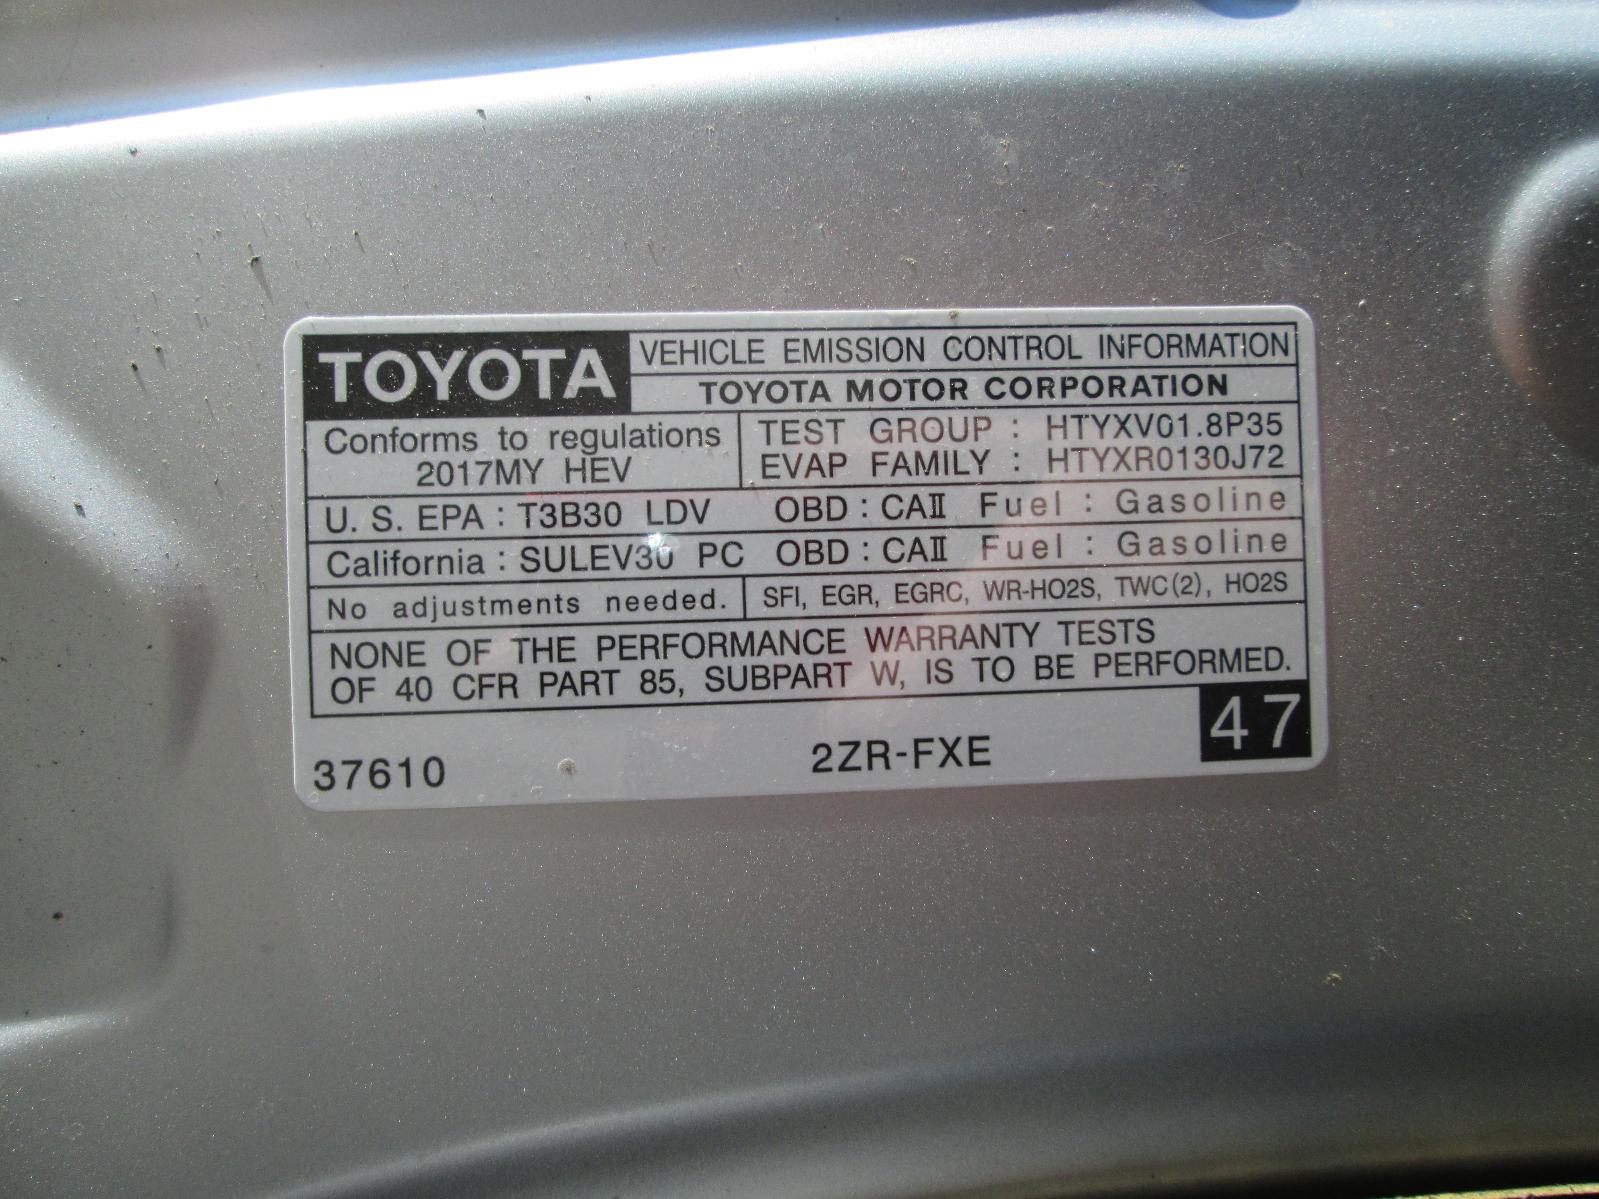 TOYOTA
VEHICLE EMISSION CONTROL INFORMATION
TOYOTA MOTOR CORPORATION
Conforms to regulations
2017MY HEV
TEST GROUP : HTYXV01.8P35
EVAP FAMILY : HTYXR0130J72
U. S. EPA : T3B30 LDV OBD : CAⅡ Fuel : Gasoline
California : SULEV30 PC OBD : CAⅡ Fuel : Gasoline
No adjustments needed.
SFI, EGR, EGRC, WR-HO2S, TWC(2), HO2S
NONE OF THE PERFORMANCE WARRANTY TESTS
OF 40 CFR PART 85, SUBPART W, IS TO BE PERFORMED.
37610
2ZR-FXE
47